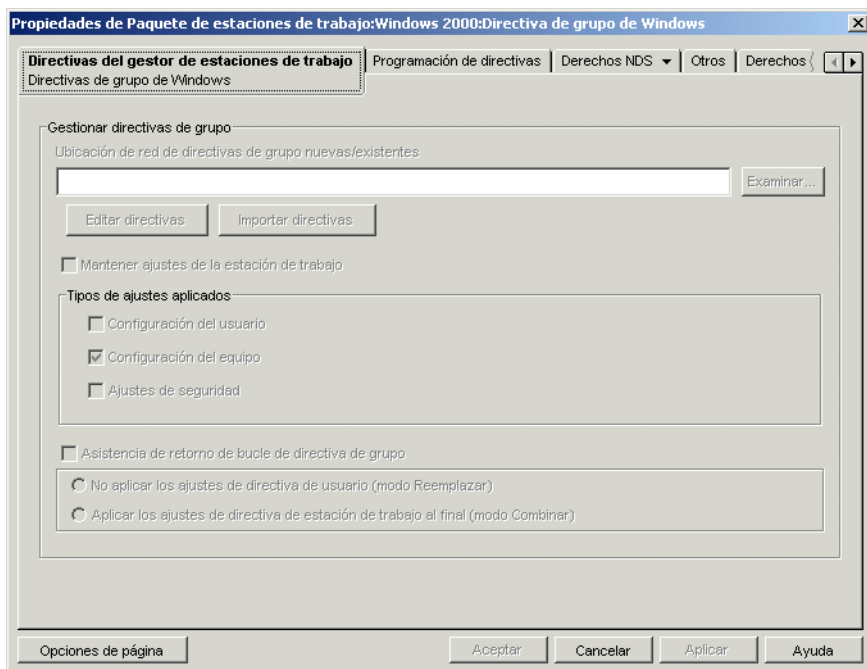 Propiedades de Paquete de estaciones de trabajo:Windows 2000:Directiva de grupo de Windows
Directivas del gestor de estaciones de trabajo
Programación de directivas
Derechos NDS
Otros
Derechos
Directivas de grupo de Windows
Gestionar directivas de grupo
Ubicación de red de directivas de grupo nuevas/existentes
Examinar...
Editar directivas
Importar directivas
Mantener ajustes de la estación de trabajo
Tipos de ajustes aplicados
Configuración del usuario
Configuración del equipo
Ajustes de seguridad
Asistencia de retorno de bucle de directiva de grupo
No aplicar los ajustes de directiva de usuario (modo Reemplazar)
Aplicar los ajustes de directiva de estación de trabajo al final (modo Combinar)
Opciones de página
Aceptar
Cancelar
Aplicar
Ayuda